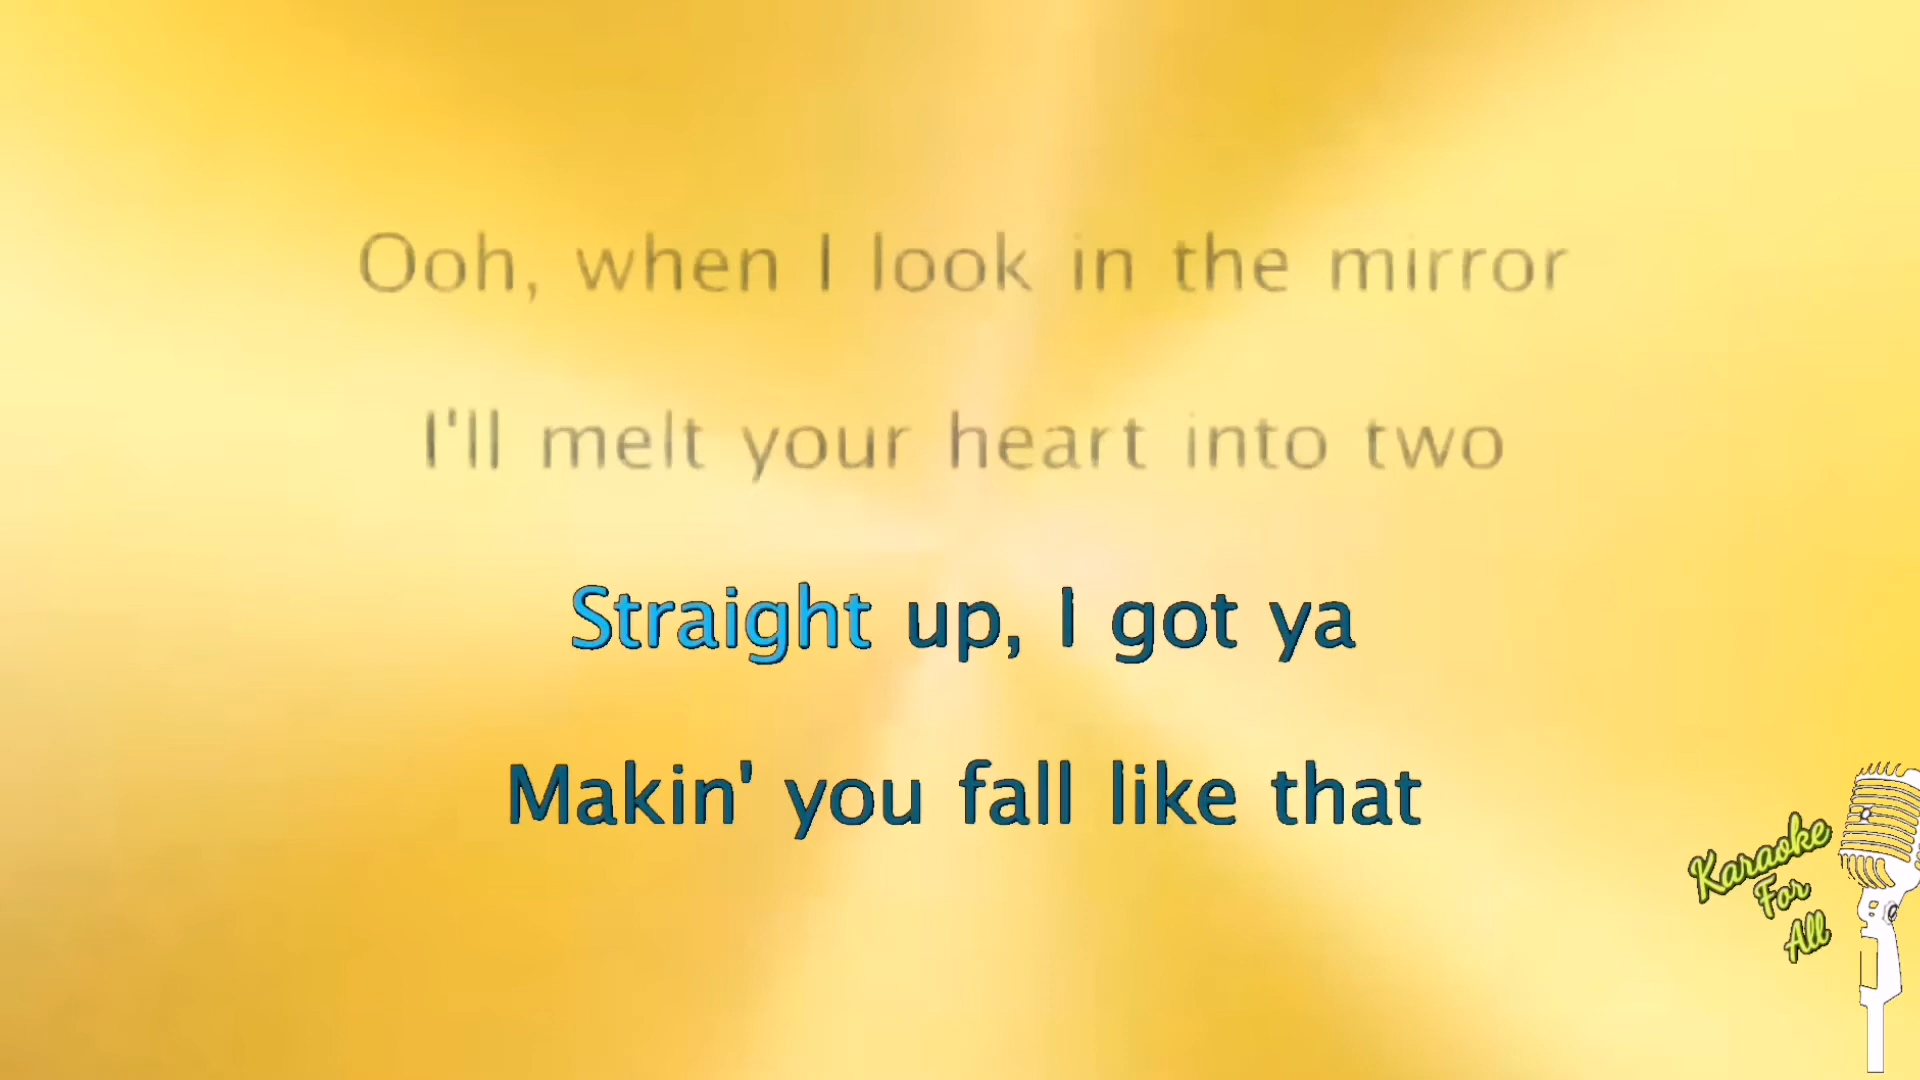 Ooh, when I look in the mirror
I'll melt your heart into two
Straight up, I got ya
Makin' you fall like that
Karaoke
For
All